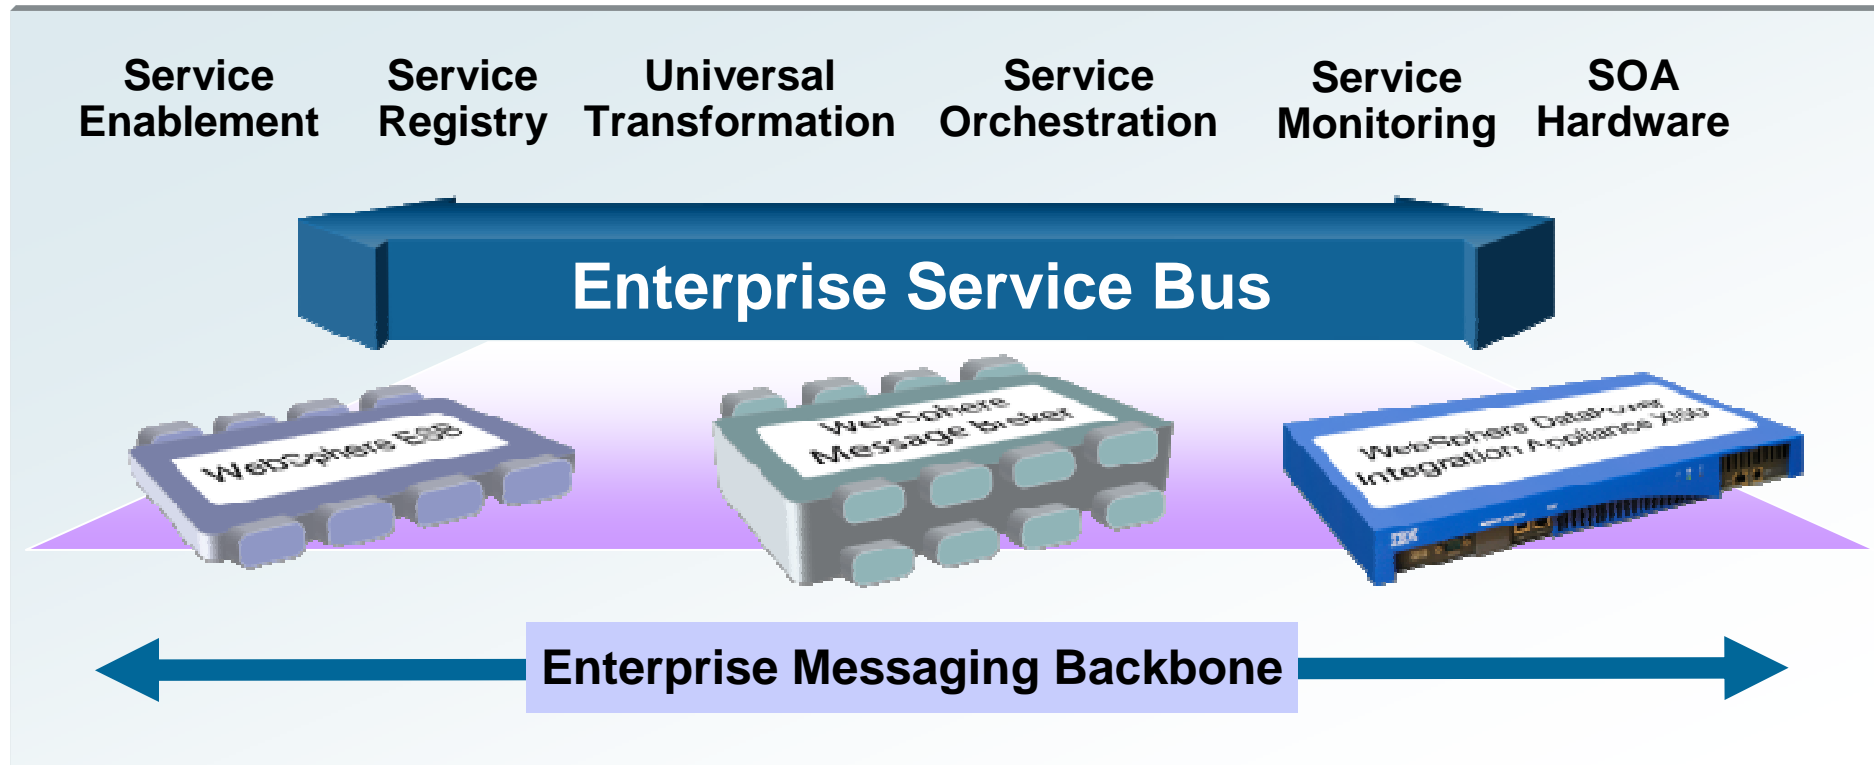 Service
Enablement
Service
Registry
Universal
Transformation
Service
Orchestration
Service
Monitoring
SOA
Hardware
Enterprise Service Bus
WebSphere ESB
WebSphere
Message Broker
WebSphere DataPower
Integration Appliance
IBM
Enterprise Messaging Backbone